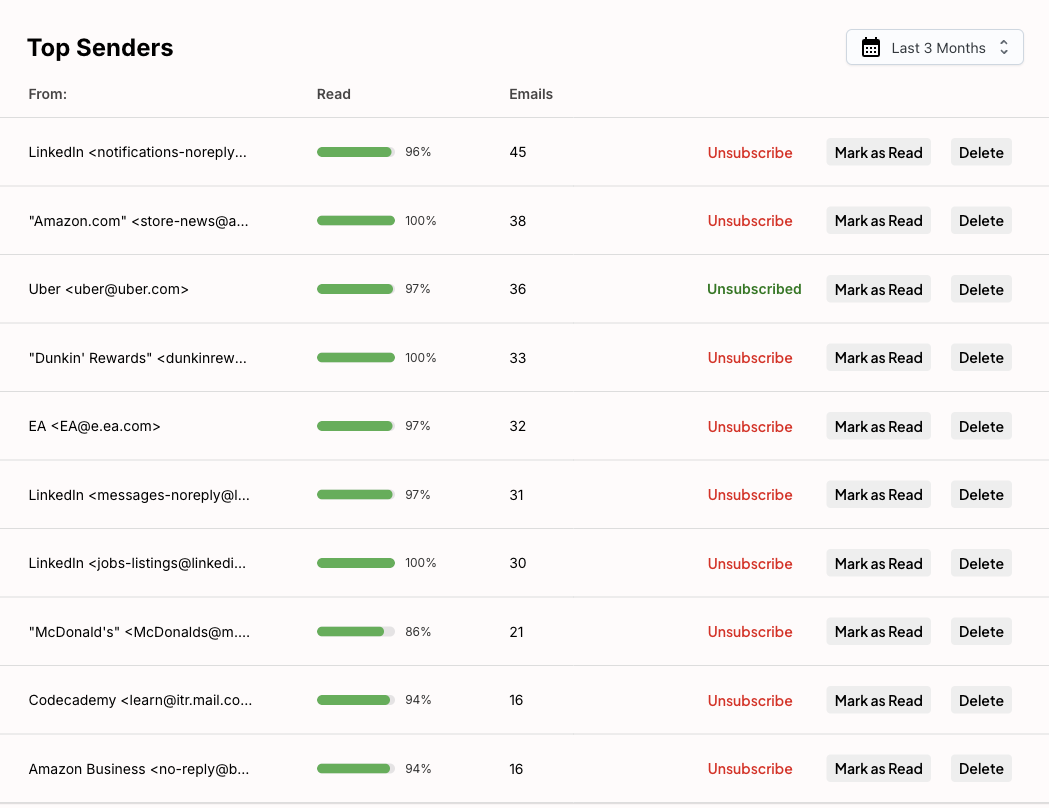 Top Senders
Last 3 Months
From: Read Emails
LinkedIn <notifications-noreply... 96% 45 Unsubscribe Mark as Read Delete
"Amazon.com" <store-news@a... 100% 38 Unsubscribe Mark as Read Delete
Uber <uber@uber.com> 97% 36 Unsubscribed Mark as Read Delete
"Dunkin' Rewards" <dunkinrew... 100% 33 Unsubscribe Mark as Read Delete
EA <EA@e.ea.com> 97% 32 Unsubscribe Mark as Read Delete
LinkedIn <messages-noreply@l... 97% 31 Unsubscribe Mark as Read Delete
LinkedIn <jobs-listings@linkedi... 100% 30 Unsubscribe Mark as Read Delete
"McDonald's" <McDonalds@m.... 86% 21 Unsubscribe Mark as Read Delete
Codecademy <learn@itr.mail.co... 94% 16 Unsubscribe Mark as Read Delete
Amazon Business <no-reply@b... 94% 16 Unsubscribe Mark as Read Delete